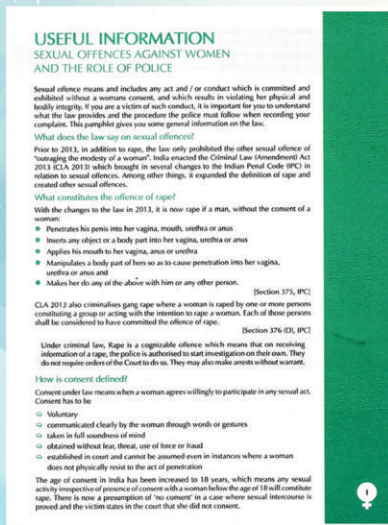 USEFUL INFORMATION
SEXUAL OFFENCES AGAINST WOMEN
AND THE ROLE OF POLICE
Sexual offence means and includes any act and / or conduct which is committed and
exhibited without a womans consent, and which results in violating her physical and
bodily integrity. If you are a victim of such conduct, it is important for you to understand
what the law provides and the procedure the police must follow when recording your
complaint. This pamphlet gives you some general information on the law.
What does the law say on sexual offences?
Prior to 2013, in addition to rape, the law only prohibited the other sexual offence of
"outraging the modesty of a woman". India enacted the Criminal Law (Amendment) Act
2013 (CLA 2013) which brought in several changes to the Indian Penal Code (IPC) in
relation to sexual offences. Among other things, it expanded the definition of rape and
created other sexual offences.
What constitutes the offence of rape?
With the changes to the law in 2013, it is now rape if a man, without the consent of a
woman:
Penetrates his penis into her vagina, mouth, urethra or anus
Inserts any object or a body part into her vagina, urethra or anus
Applies his mouth to her vagina, anus or urethra
Manipulates a body part of hers so as to cause penetration into her vagina,
urethra or anus and
Makes her do any of the above with him or any other person.
[Section 375, IPC]
CLA 2013 also criminalises gang rape where a woman is raped by one or more persons
constituting a group or acting with the intention to rape a woman. Each of those persons
shall be considered to have committed the offence of rape.
[Section 376 (D), IPC]
Under criminal law, Rape is a cognizable offence which means that on receiving
information of a rape, the police is authorised to start investigation on their own. They
do not require orders of the Court to do so. They may also make arrests without warrant.
How is consent defined?
Consent under law means when a woman agrees willingly to participate in any sexual act.
Consent has to be
Voluntary
communicated clearly by the woman through words or gestures
taken in full soundness of mind
obtained without fear, threat, use of force or fraud
established in court and cannot be assumed even in instances where a woman
does not physically resist to the act of penetration
The age of consent in India has been increased to 18 years, which means any sexual
activity irrespective of presence of consent with a woman below the age of 18 will constitute
rape. There is now a presumption of 'no consent' in a case where sexual intercourse is
proved and the victim states in the court that she did not consent.
1